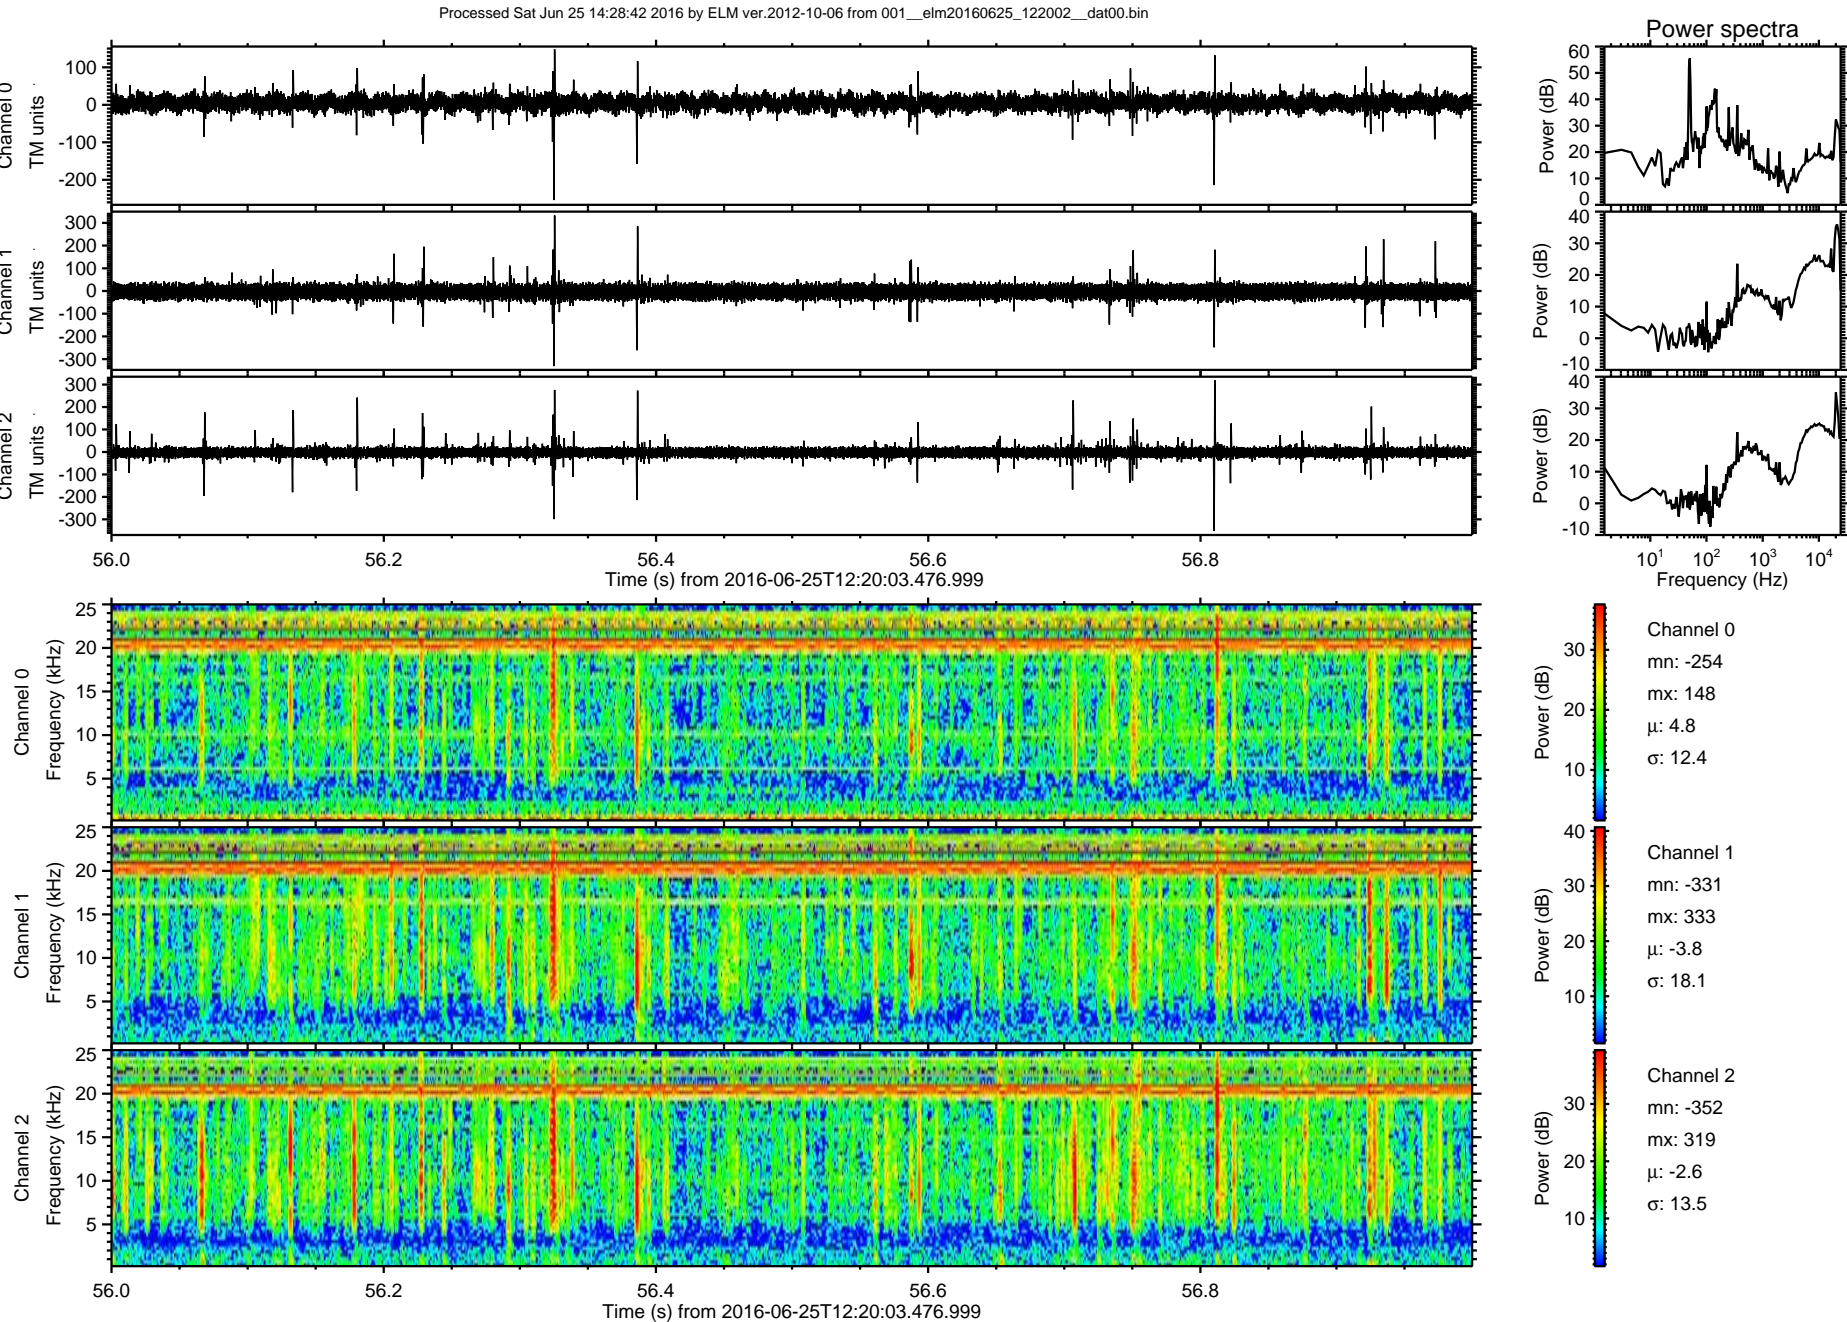 Processed Sat Jun 25 14:28:42 2016 by ELM ver.2012-10-06 from 001__elm20160625_122002__dat00.bin
Power spectra
Channel 0
TM units
100
0
-100
-200
Power (dB)
60
50
40
30
20
10
0
Channel 1
TM units
300
200
100
0
-100
-200
-300
Power (dB)
40
30
20
10
0
-10
Channel 2
TM units
300
200
100
0
-100
-200
-300
Power (dB)
40
30
20
10
0
-10
56.0 56.2 56.4 56.6 56.8
Time (s) from 2016-06-25T12:20:03.476.999
10^1 10^2 10^3 10^4
Frequency (Hz)
Channel 0
Frequency (kHz)
25
20
15
10
5
Power (dB)
30
20
10
Channel 0
mn: -254
mx: 148
μ: 4.8
σ: 12.4
Channel 1
Frequency (kHz)
25
20
15
10
5
Power (dB)
40
30
20
10
Channel 1
mn: -331
mx: 333
μ: -3.8
σ: 18.1
Channel 2
Frequency (kHz)
25
20
15
10
5
Power (dB)
30
20
10
Channel 2
mn: -352
mx: 319
μ: -2.6
σ: 13.5
56.0 56.2 56.4 56.6 56.8
Time (s) from 2016-06-25T12:20:03.476.999